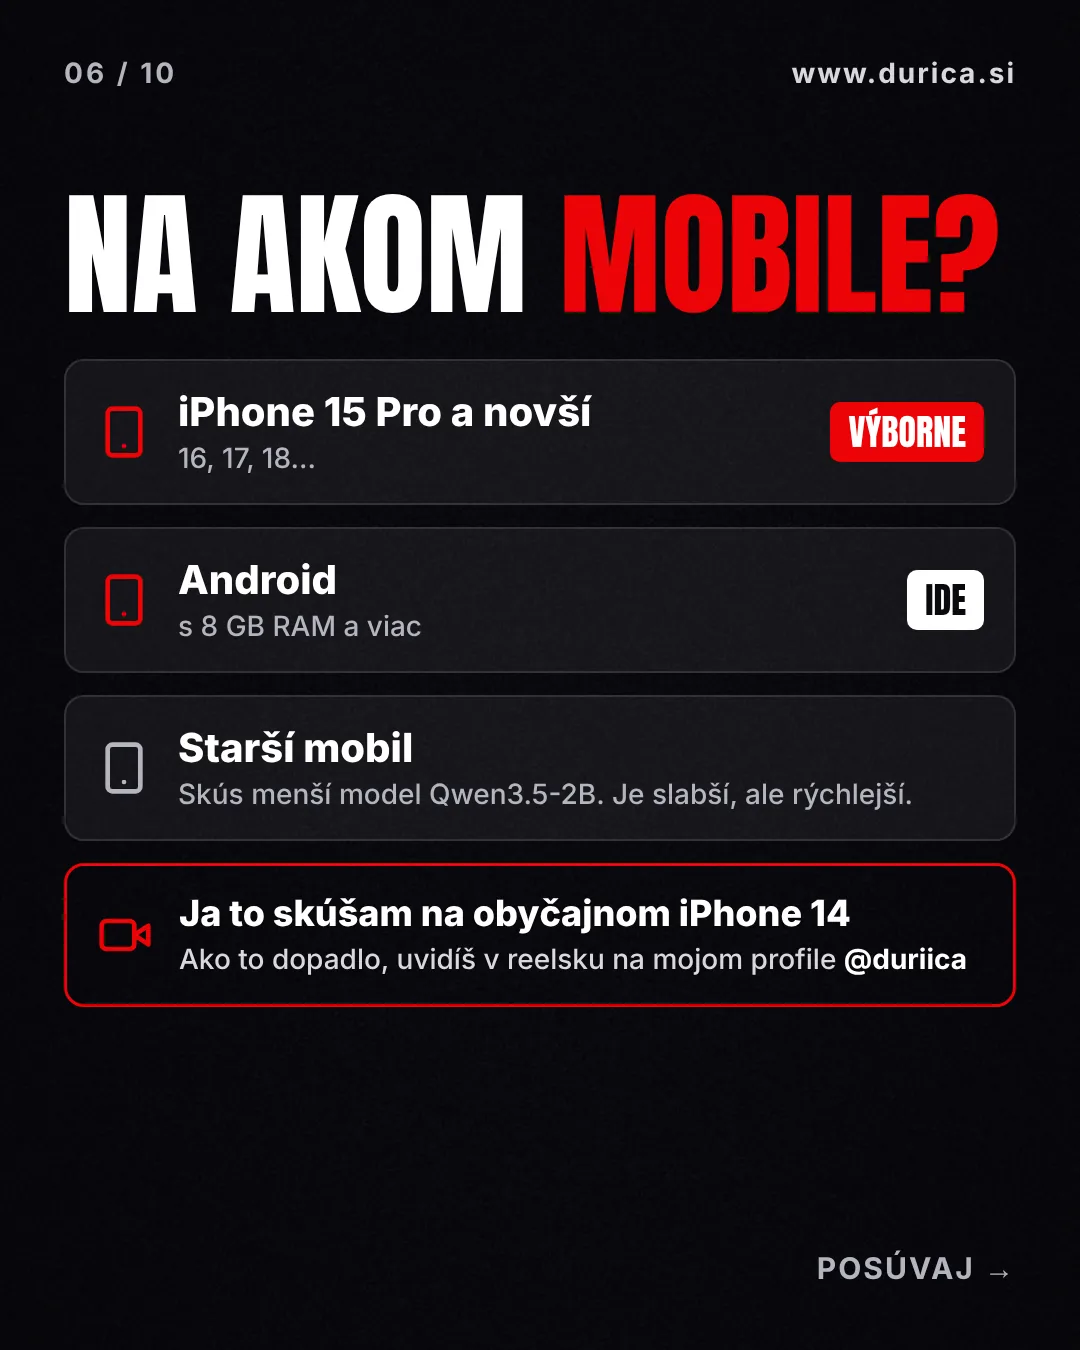 06 / 10
www.durica.si
NA AKOM MOBILE?
iPhone 15 Pro a novší
16, 17, 18...
VÝBORNE
Android
s 8 GB RAM a viac
IDE
Starší mobil
Skús menší model Qwen3.5-2B. Je slabší, ale rýchlejší.
Ja to skúšam na obyčajnom iPhone 14
Ako to dopadlo, uvidíš v reelsku na mojom profile @duriica
POSÚVAJ →